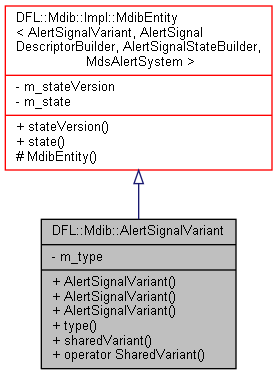 DFL::Mdib::Impl::MdibEntity
< AlertSignalVariant, AlertSignal
DescriptorBuilder, AlertSignalStateBuilder,
MdsAlertSystem >
- m_stateVersion
- m_state
+ stateVersion()
+ state()
# MdibEntity()
DFL::Mdib::AlertSignalVariant
- m_type
+ AlertSignalVariant()
+ AlertSignalVariant()
+ AlertSignalVariant()
+ type()
+ sharedVariant()
+ operator SharedVariant()